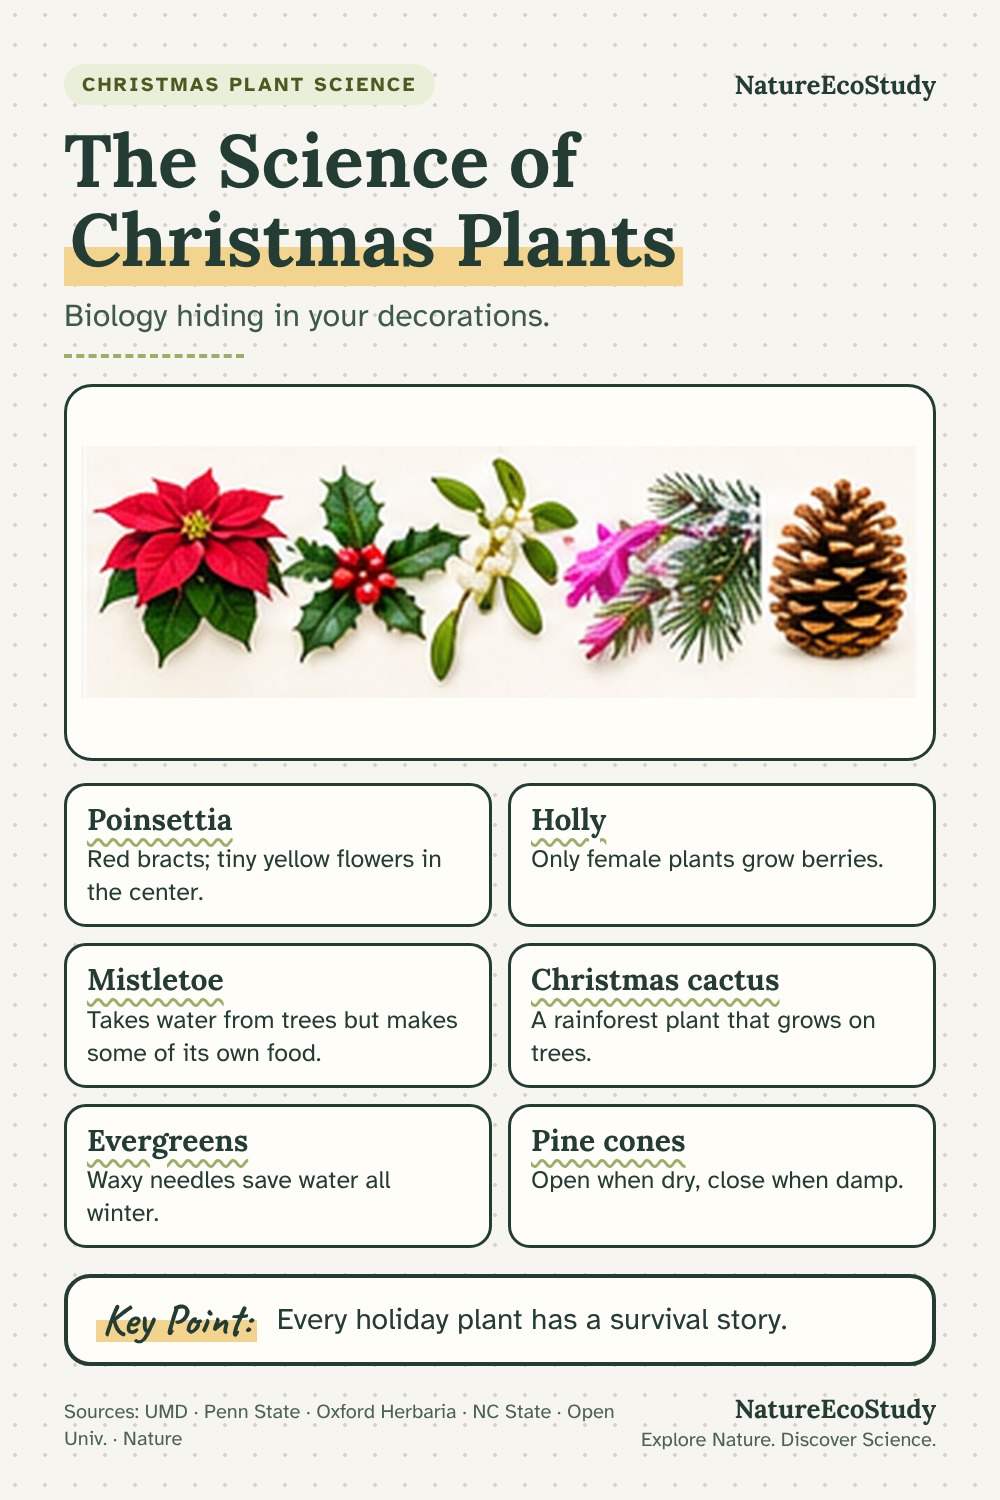 CHRISTMAS PLANT SCIENCE
NatureEcoStudy
The Science of
Christmas Plants
Biology hiding in your decorations.
Poinsettia
Red bracts; tiny yellow flowers in
the center.
Holly
Only female plants grow berries.
Mistletoe
Takes water from trees but makes
some of its own food.
Christmas cactus
A rainforest plant that grows on
trees.
Evergreens
Waxy needles save water all
winter.
Pine cones
Open when dry, close when damp.
Key Point: Every holiday plant has a survival story.
Sources: UMD · Penn State · Oxford Herbaria · NC State · Open
Univ. · Nature
NatureEcoStudy
Explore Nature. Discover Science.